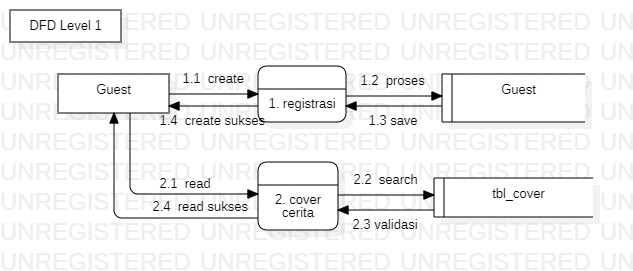 UNREGISTERED UNREGISTERED UNREGISTERED
DFD Level 1
Guest
1.1 create
1. registrasi
1.2 proses
Guest
1.4 create sukses
1.3 save
2.1 read
2. cover
cerita
2.2 search
tbl_cover
2.4 read sukses
2.3 validasi